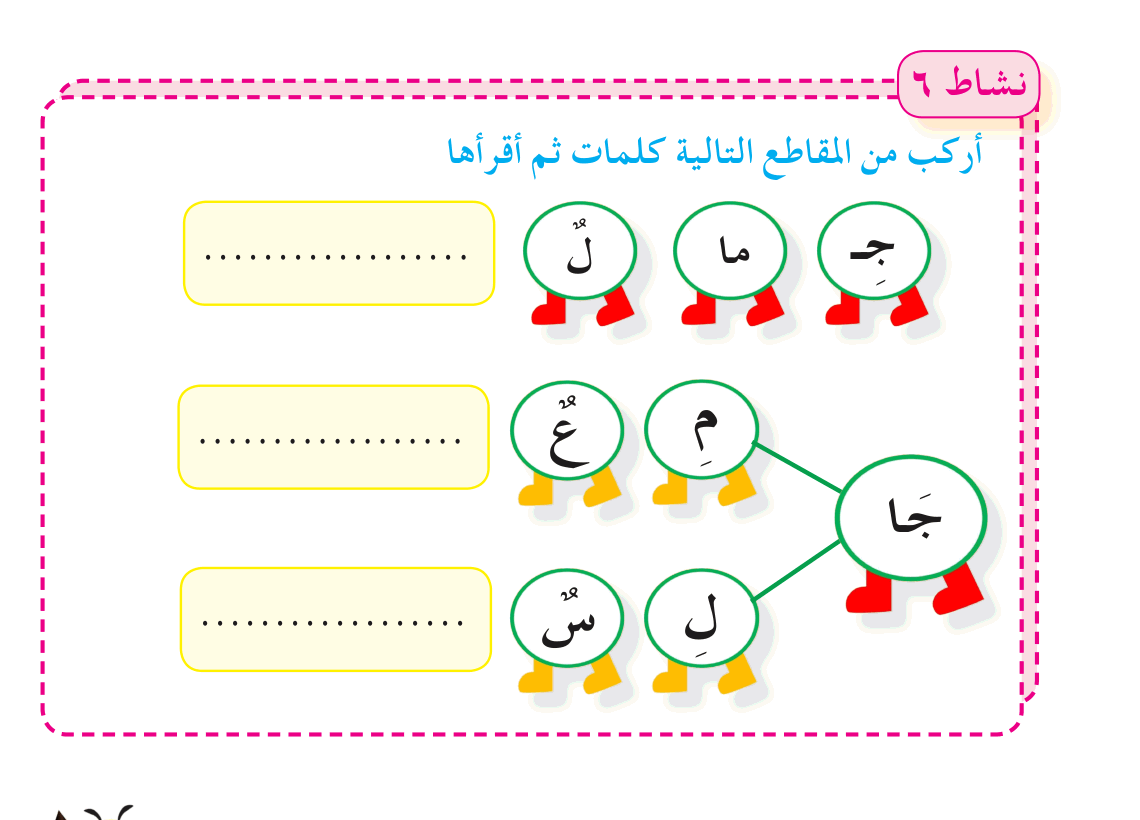 نشاط ٦
أركب من المقاطع التالية كلمات ثم أقرأها
جِـ ما لٌ ..................
جَا
مِ عٌ ..................
لِ سٌ ..................